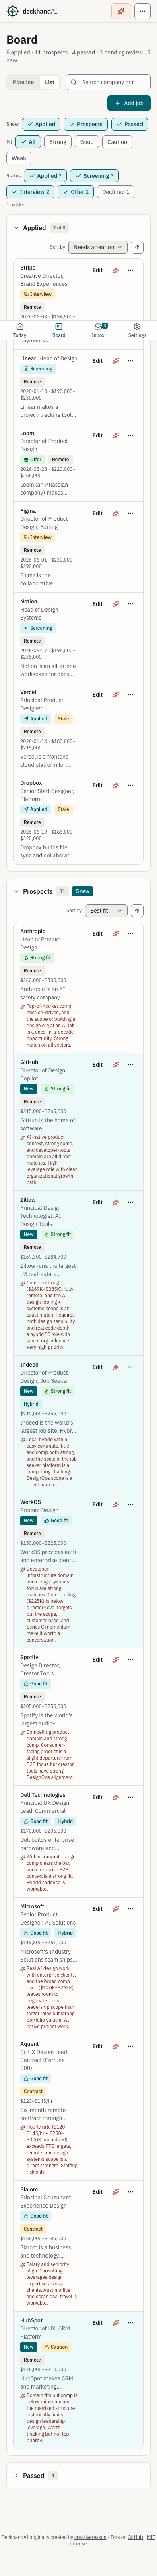 deckhandAI
Board
8 applied · 11 prospects · 4 passed · 3 pending review · 5 new
Pipeline List Search company or r
Add job
Show Applied Prospects Passed
Fit All Strong Good Caution
Weak
Status Applied 2 Screening 2
Interview 2 Offer 1 Declined 1
1 hidden
Applied 7 of 8
Sort by Needs attention
Stripe
Creative Director, Brand Experiences
Edit
Interview
Remote
2026-06-03 · $194,900–
payments...
Today Board Inbox 3 Settings
Linear Head of Design
Edit
Screening
Remote
2026-06-10 · $190,000–
$230,000
Linear makes a
project-tracking tool...
Loom
Director of Product
Design
Edit
Offer Remote
2026-05-28 · $220,000–
$265,000
Loom (an Atlassian
company) makes...
Figma
Director of Product
Design, Editing
Edit
Interview
Remote
2026-06-01 · $230,000–
$290,000
Figma is the
collaborative...
Notion
Head of Design
Systems
Edit
Screening
Remote
2026-06-17 · $195,000–
$235,000
Notion is an all-in-one
workspace for docs,...
Vercel
Principal Product
Designer
Edit
Applied Stale
Remote
2026-06-14 · $180,000–
$215,000
Vercel is a frontend
cloud platform for...
Dropbox
Senior Staff Designer,
Platform
Edit
Applied Stale
Remote
2026-06-19 · $185,000–
$220,000
Dropbox builds file
sync and collaborati...
Prospects 11 5 new
Sort by Best fit
Anthropic
Head of Product
Design
Edit
Strong fit
Remote
$240,000–$300,000
Anthropic is an AI
safety company...
Top-of-market comp,
mission-driven, and
the scope of building a
design org at an AI lab
is a once-in-a-decade
opportunity. Strong
match on all vectors.
GitHub
Director of Design,
Copilot
Edit
New Strong fit
Remote
$215,000–$265,000
GitHub is the home of
software...
AI-native product
context, strong comp,
and developer-tools
domain are all direct
matches. High-
leverage role with clear
organizational growth
path.
Zillow
Principal Design
Technologist, AI
Design Tools
Edit
New Strong fit
Remote
$169,300–$284,700
Zillow runs the largest
US real-estate...
Comp is strong
($169K–$285K), fully
remote, and the AI
design tooling +
systems scope is an
exact match. Requires
both design sensibility
and real code depth —
a hybrid IC role with
senior org influence.
Very high priority.
Indeed
Director of Product
Design, Job Seeker
Edit
New Strong fit
Hybrid
$210,000–$255,000
Indeed is the world's
largest job site. Hybr...
Local hybrid within
easy commute, title
and comp both strong,
and the scale of the job
seeker platform is a
compelling challenge.
DesignOps scope is a
direct match.
WorkOS
Product Design
Edit
New Good fit
Remote
$150,000–$225,000
WorkOS provides auth
and enterprise identi...
Developer
infrastructure domain
and design systems
focus are strong
matches. Comp ceiling
($225K) is below
director-level targets
but the scope,
customer base, and
Series C momentum
make it worth a
conversation.
Spotify
Design Director,
Creator Tools
Edit
Good fit
Remote
$205,000–$250,000
Spotify is the world's
largest audio-...
Compelling product
domain and strong
comp. Consumer-
facing product is a
slight departure from
B2B focus but creator
tools have strong
DesignOps alignment.
Dell Technologies
Principal UX Design
Lead, Commercial
Edit
Good fit Hybrid
$170,000–$205,000
Dell builds enterprise
hardware and...
Within commute range,
comp clears the bar,
and enterprise B2B
context is a strong fit.
Hybrid cadence is
workable.
Microsoft
Senior Product
Designer, AI Solutions
Edit
Good fit Hybrid
$119,800–$261,000
Microsoft's Industry
Solutions team ships...
Real AI design work
with enterprise clients,
and the broad comp
band ($120K–$261K)
leaves room to
negotiate. Less
leadership scope than
target roles but strong
portfolio value in AI-
native project work.
Aquent
Sr. UX Design Lead —
Contract (Fortune
100)
Edit
Good fit
Contract
$120–$145/hr
Six-month remote
contract through...
Hourly rate ($120–
$145/hr ≈ $250–
$300K annualized)
exceeds FTE targets,
remote, and design
systems scope is a
direct strength. Staffing
risk only.
Slalom
Principal Consultant,
Experience Design
Edit
Good fit
Contract
$155,000–$185,000
Slalom is a business
and technology...
Salary and seniority
align. Consulting
leverages design
expertise across
clients. Austin office
and occasional travel is
workable.
HubSpot
Director of UX, CRM
Platform
Edit
New Caution
Remote
$175,000–$210,000
HubSpot makes CRM
and marketing...
Domain fits but comp is
below minimum and
the matrixed structure
historically limits
design leadership
leverage. Worth
tracking but not top
priority.
Passed 4
DeckhandAI originally created by creativereason · Fork on GitHub · MIT
License